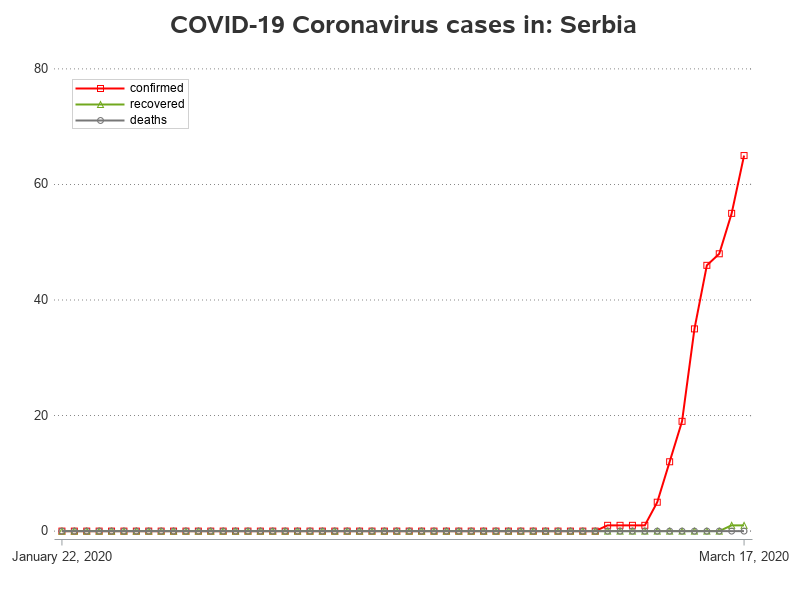 COVID-19 Coronavirus cases in: Serbia
80
confirmed
recovered
deaths
60
40
20
0
January 22, 2020
March 17, 2020